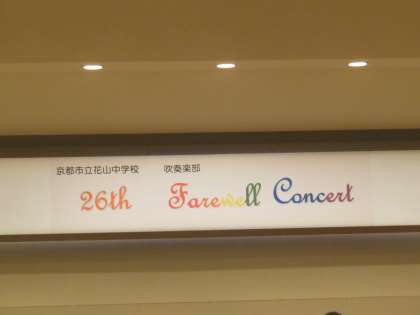 京都市立花山中学校 吹奏楽部
26th Farewell Concert